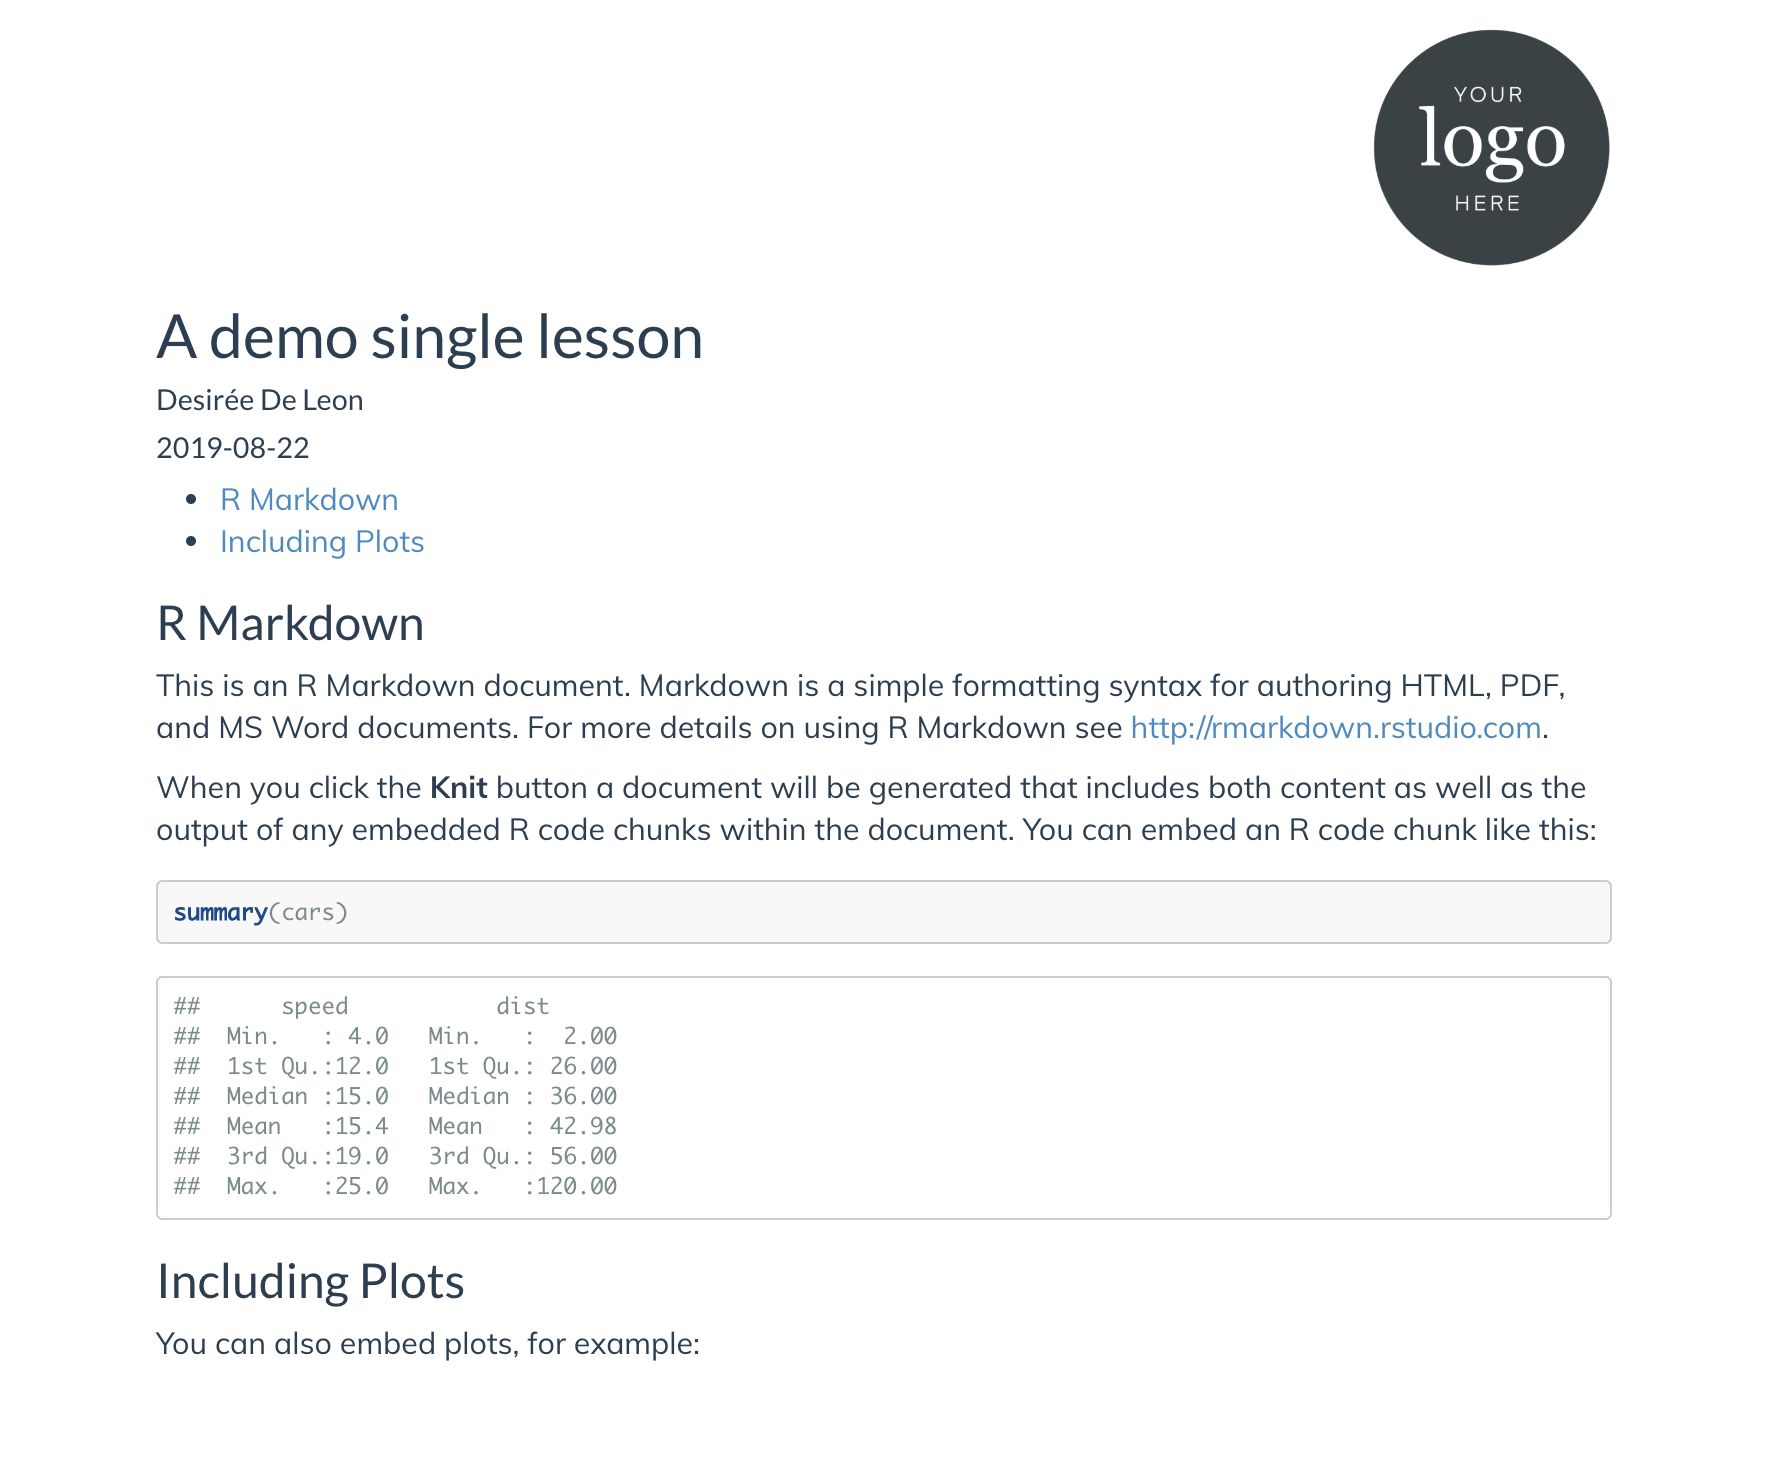 YOUR
logo
HERE
A demo single lesson
Desirée De Leon
2019-08-22
• R Markdown
• Including Plots
R Markdown
This is an R Markdown document. Markdown is a simple formatting syntax for authoring HTML, PDF,
and MS Word documents. For more details on using R Markdown see http://rmarkdown.rstudio.com.
When you click the Knit button a document will be generated that includes both content as well as the
output of any embedded R code chunks within the document. You can embed an R code chunk like this:
summary(cars)
##      speed           dist
##  Min.   : 4.0   Min.   :  2.00
##  1st Qu.:12.0   1st Qu.: 26.00
##  Median :15.0   Median : 36.00
##  Mean   :15.4   Mean   : 42.98
##  3rd Qu.:19.0   3rd Qu.: 56.00
##  Max.   :25.0   Max.   :120.00
Including Plots
You can also embed plots, for example: